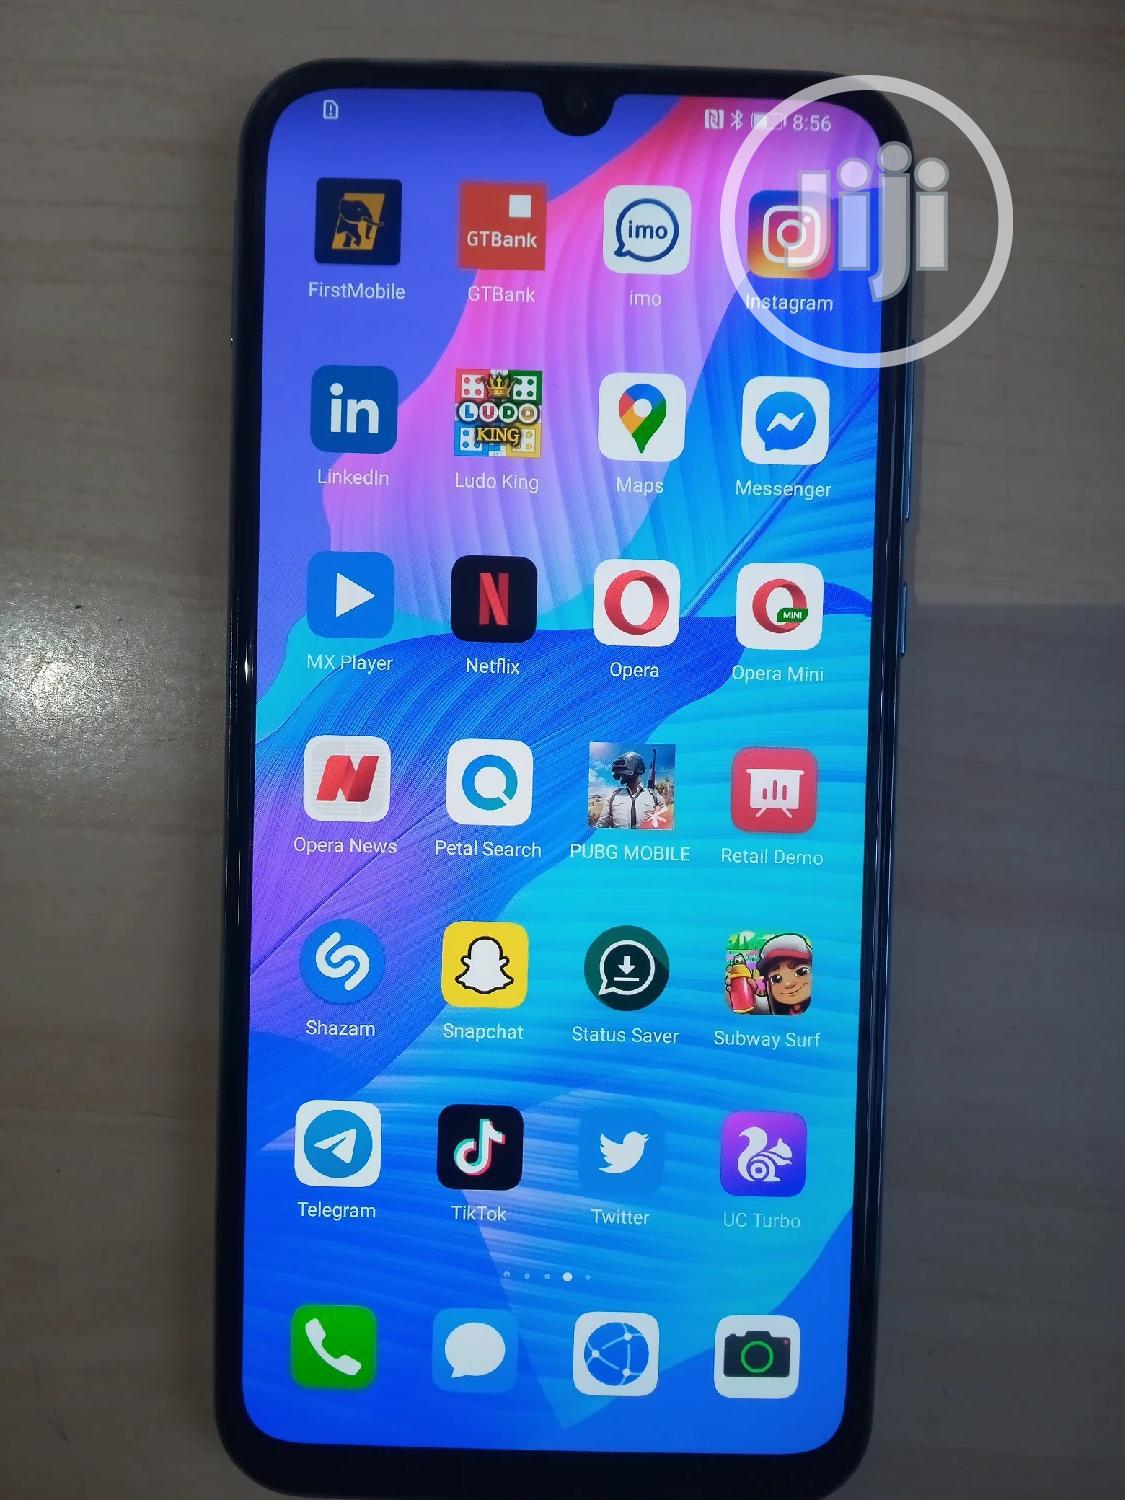 8:56
Jiji
GTBank
imo
FirstMobile
GTBank
imo
Instagram
in
LUDO
KING
LinkedIn
Ludo King
Maps
Messenger
N
MINI
MX Player
Netflix
Opera
Opera Mini
N
Opera News
Petal Search
PUBG MOBILE
Retail Demo
Shazam
Snapchat
Status Saver
Subway Surf
Telegram
TikTok
Twitter
UC Turbo